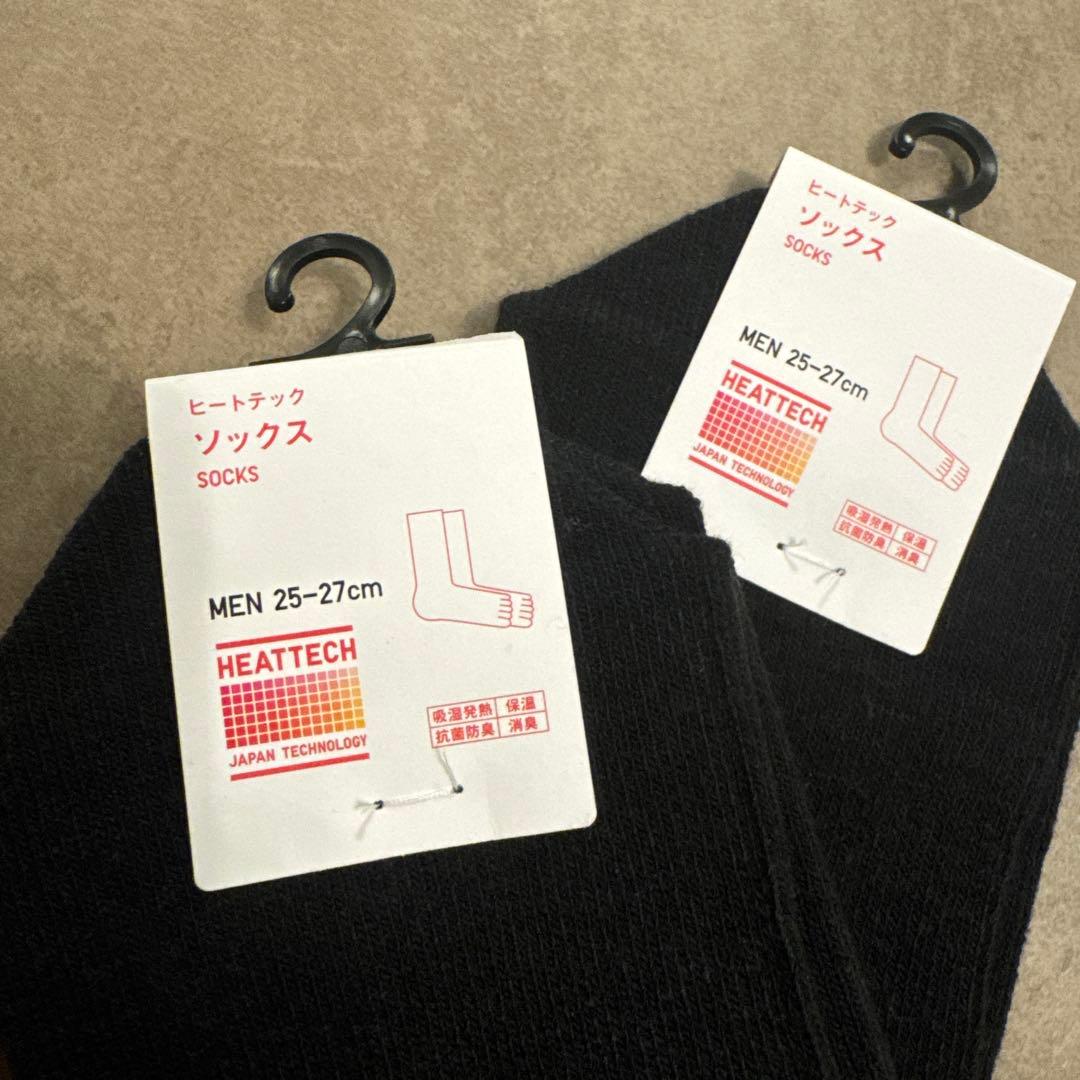 ヒートテック
ソックス
SOCKS
MEN 25-27cm
HEATTECH
JAPAN TECHNOLOGY
吸湿発熱 保温
抗菌防臭 消臭
ヒートテック
ソックス
SOCKS
MEN 25-27cm
HEATTECH
JAPAN TECHNOLOGY
吸湿発熱 保温
抗菌防臭 消臭